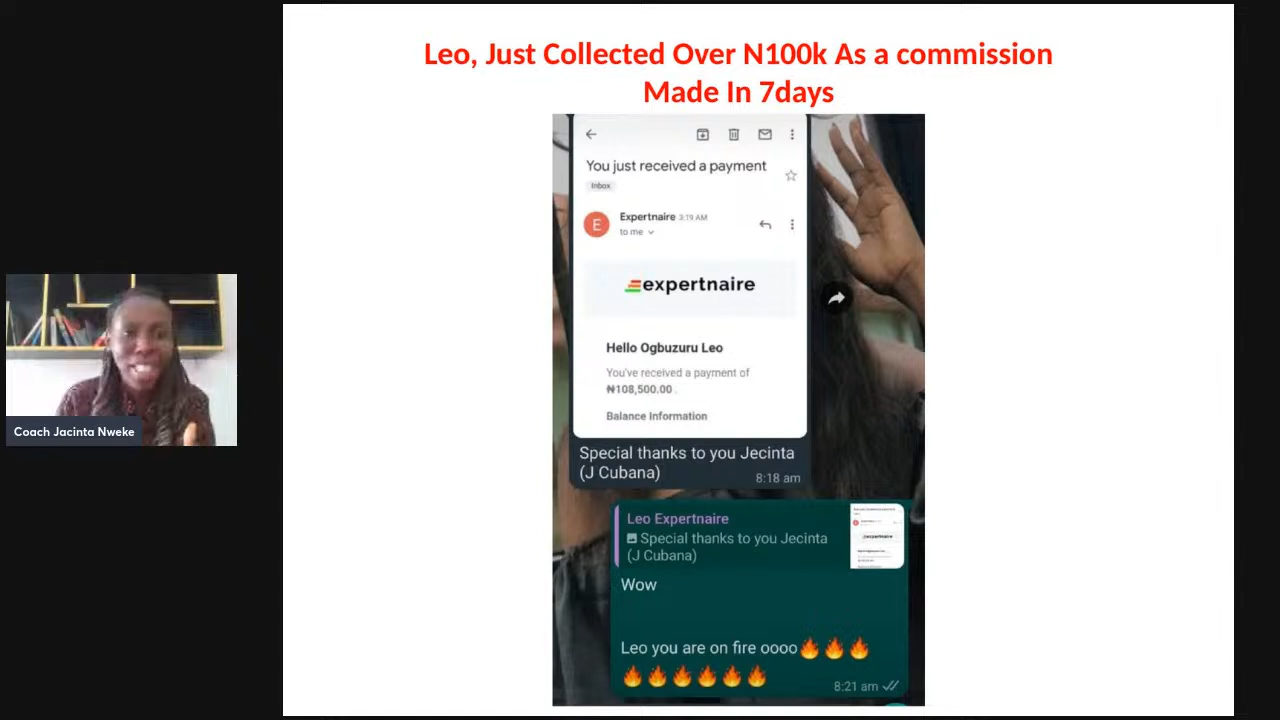 Leo, Just Collected Over N100k As a commission
Made In 7days
You just received a payment
Inbox
E
Expertnaire 3:19 AM
to me
expertnaire
Hello Ogbuzuru Leo
You've received a payment of
₦108,500.00 .
Balance Information
Special thanks to you Jecinta
(J Cubana)
8:18 am
Leo Expertnaire
Special thanks to you Jecinta
(J Cubana)
Wow
Leo you are on fire oooo🔥🔥🔥
🔥🔥🔥🔥🔥🔥
8:21 am
Coach Jacinta Nweke